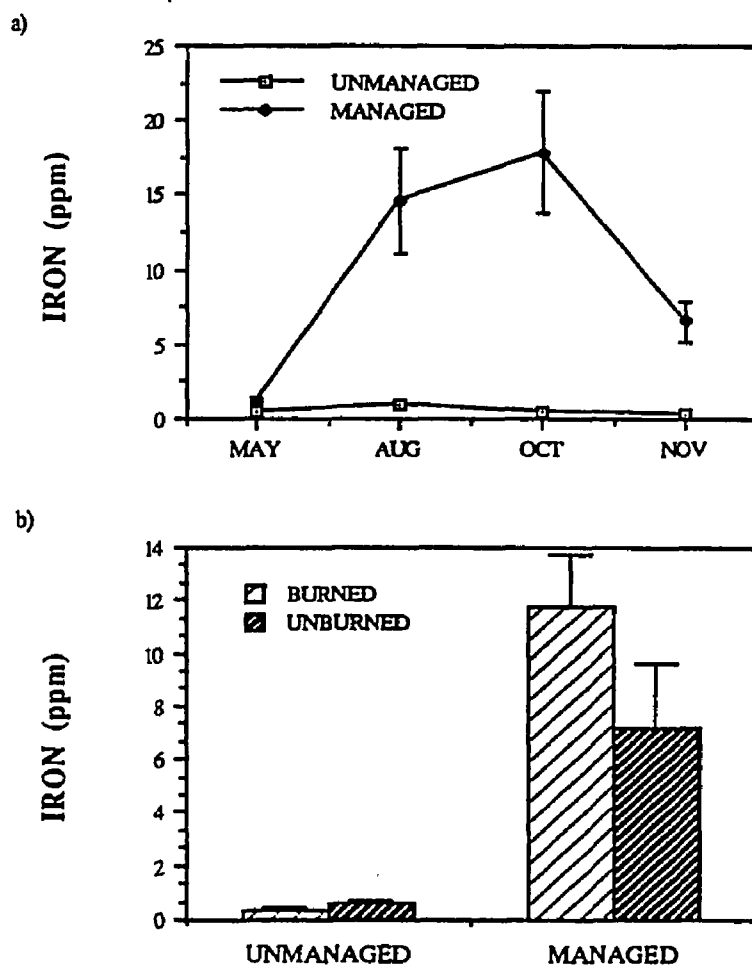 a)
25
20
15
10
5
0
IRON (ppm)
UNMANAGED
MANAGED
MAY AUG OCT NOV
b)
14
12
10
8
6
4
2
0
IRON (ppm)
BURNED
UNBURNED
UNMANAGED MANAGED